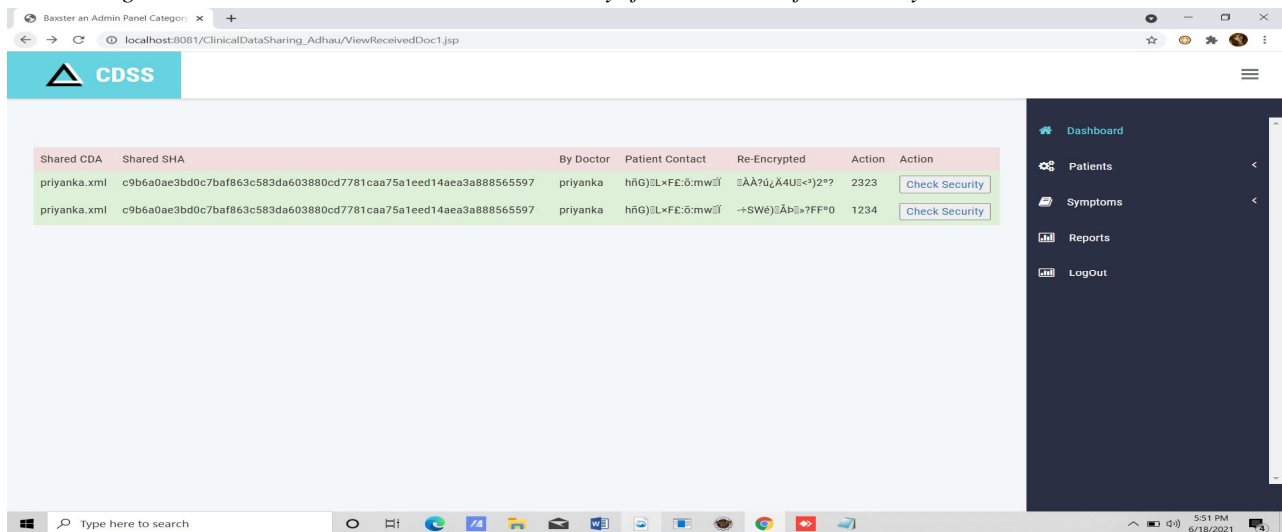 Baxster an Admin Panel Category
localhost:8081/ClinicalDataSharing_Adhau/ViewReceivedDoc1.jsp
CDSS
Dashboard
Patients
Symptoms
Reports
LogOut
Shared CDA Shared SHA By Doctor Patient Contact Re-Encrypted Action Action
priyanka.xml c9b6a0ae3bd0c7baf863c583da603880cd7781caa75a1eed14aea3a888565597 priyanka 2323 Check Security
priyanka.xml c9b6a0ae3bd0c7baf863c583da603880cd7781caa75a1eed14aea3a888565597 priyanka 1234 Check Security
Type here to search
5:51 PM
6/18/2021